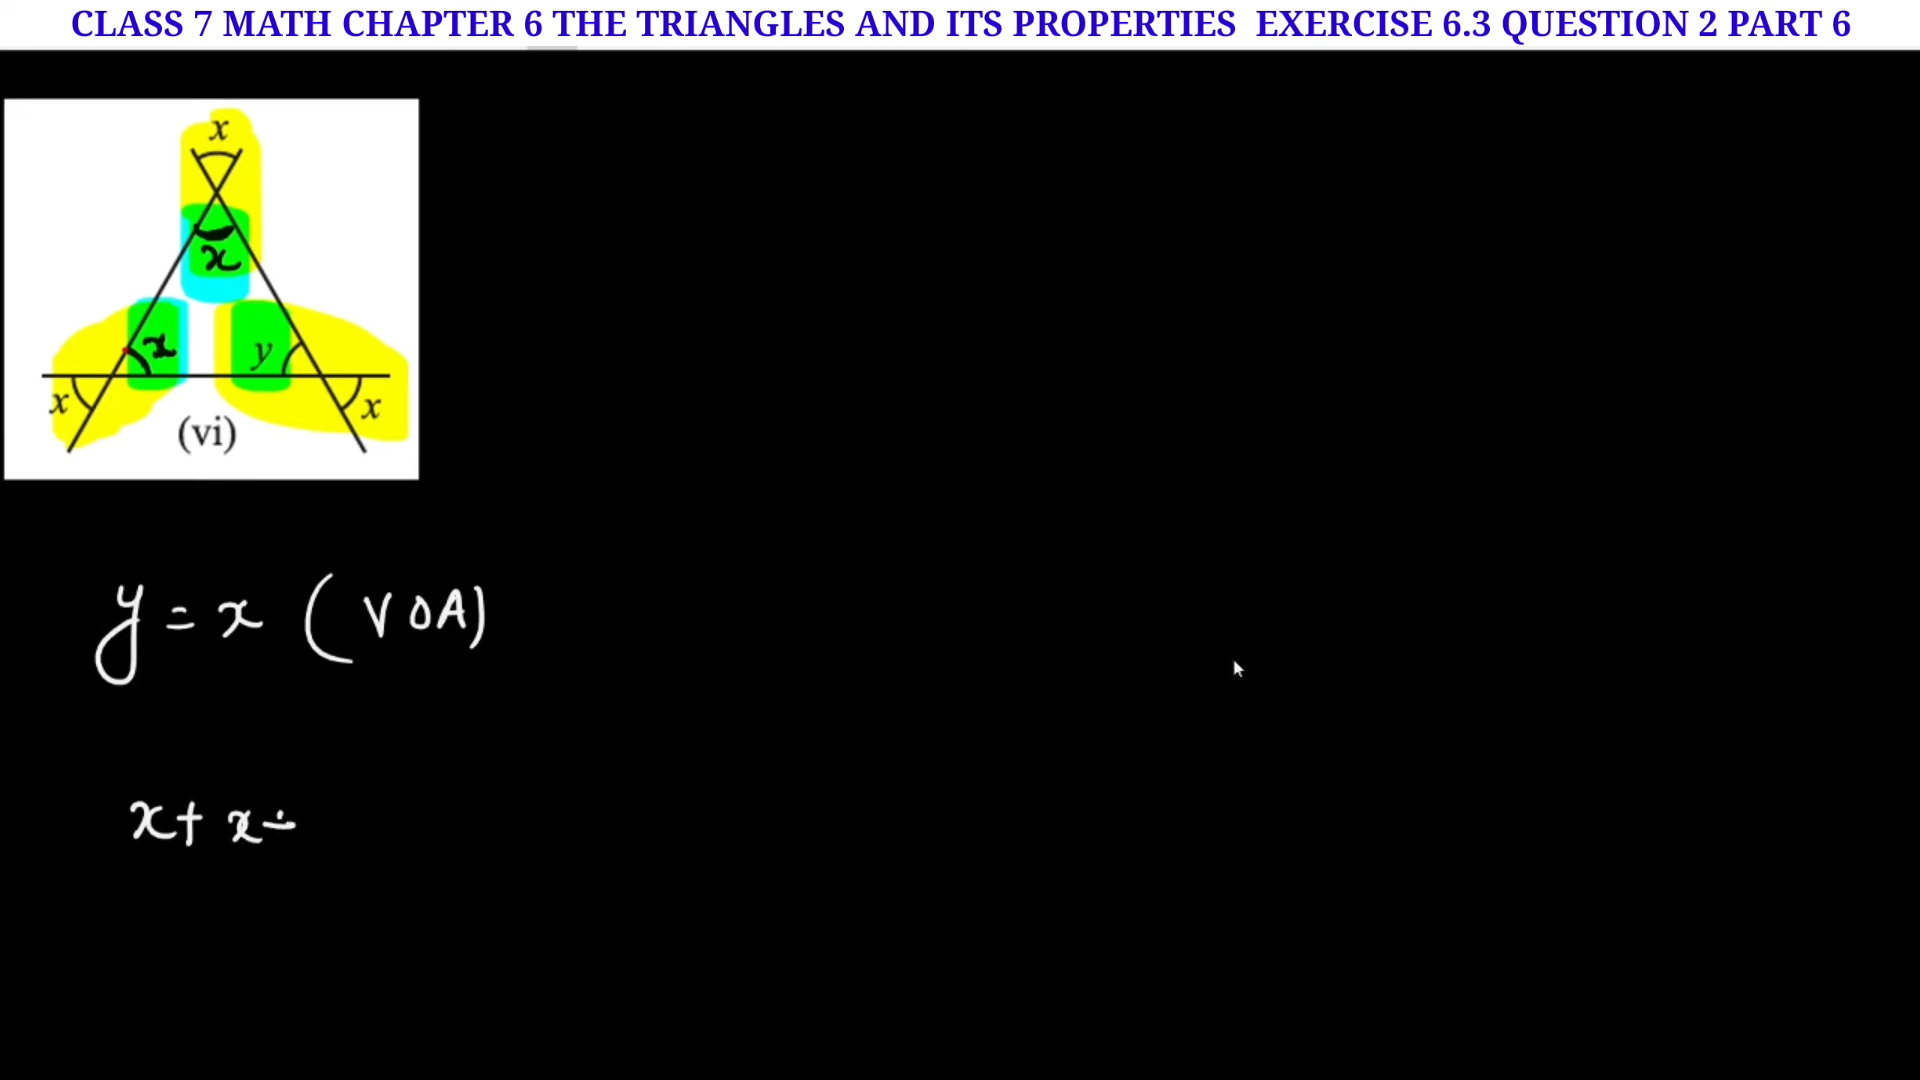 CLASS 7 MATH CHAPTER 6 THE TRIANGLES AND ITS PROPERTIES EXERCISE 6.3 QUESTION 2 PART 6
x
x
x y
x x
(vi)
y = x (VOA)
x + x ÷